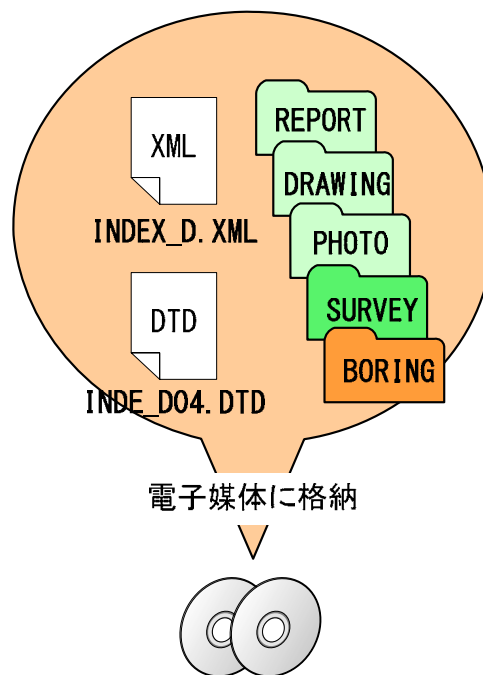 XML
INDEX_D.XML
DTD
INDE_D04.DTD
REPORT
DRAWING
PHOTO
SURVEY
BORING
電子媒体に格納